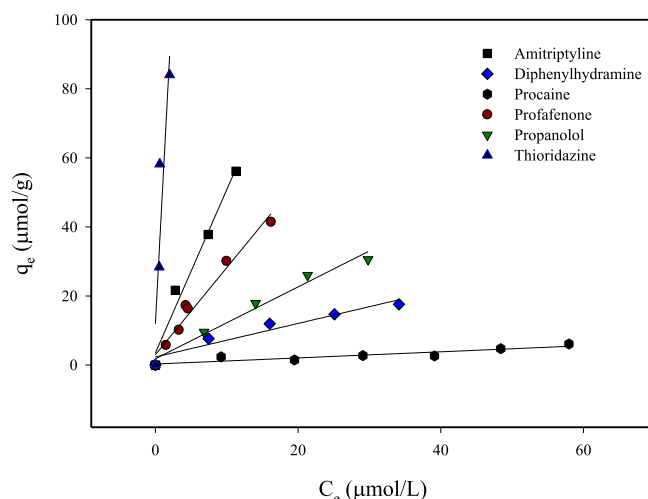 100
80
60
40
20
0
qe (μmol/g)
Amitriptyline
Diphenylhydramine
Procaine
Profafenone
Propanolol
Thioridazine
0 20 40 60
Ce (μmol/L)